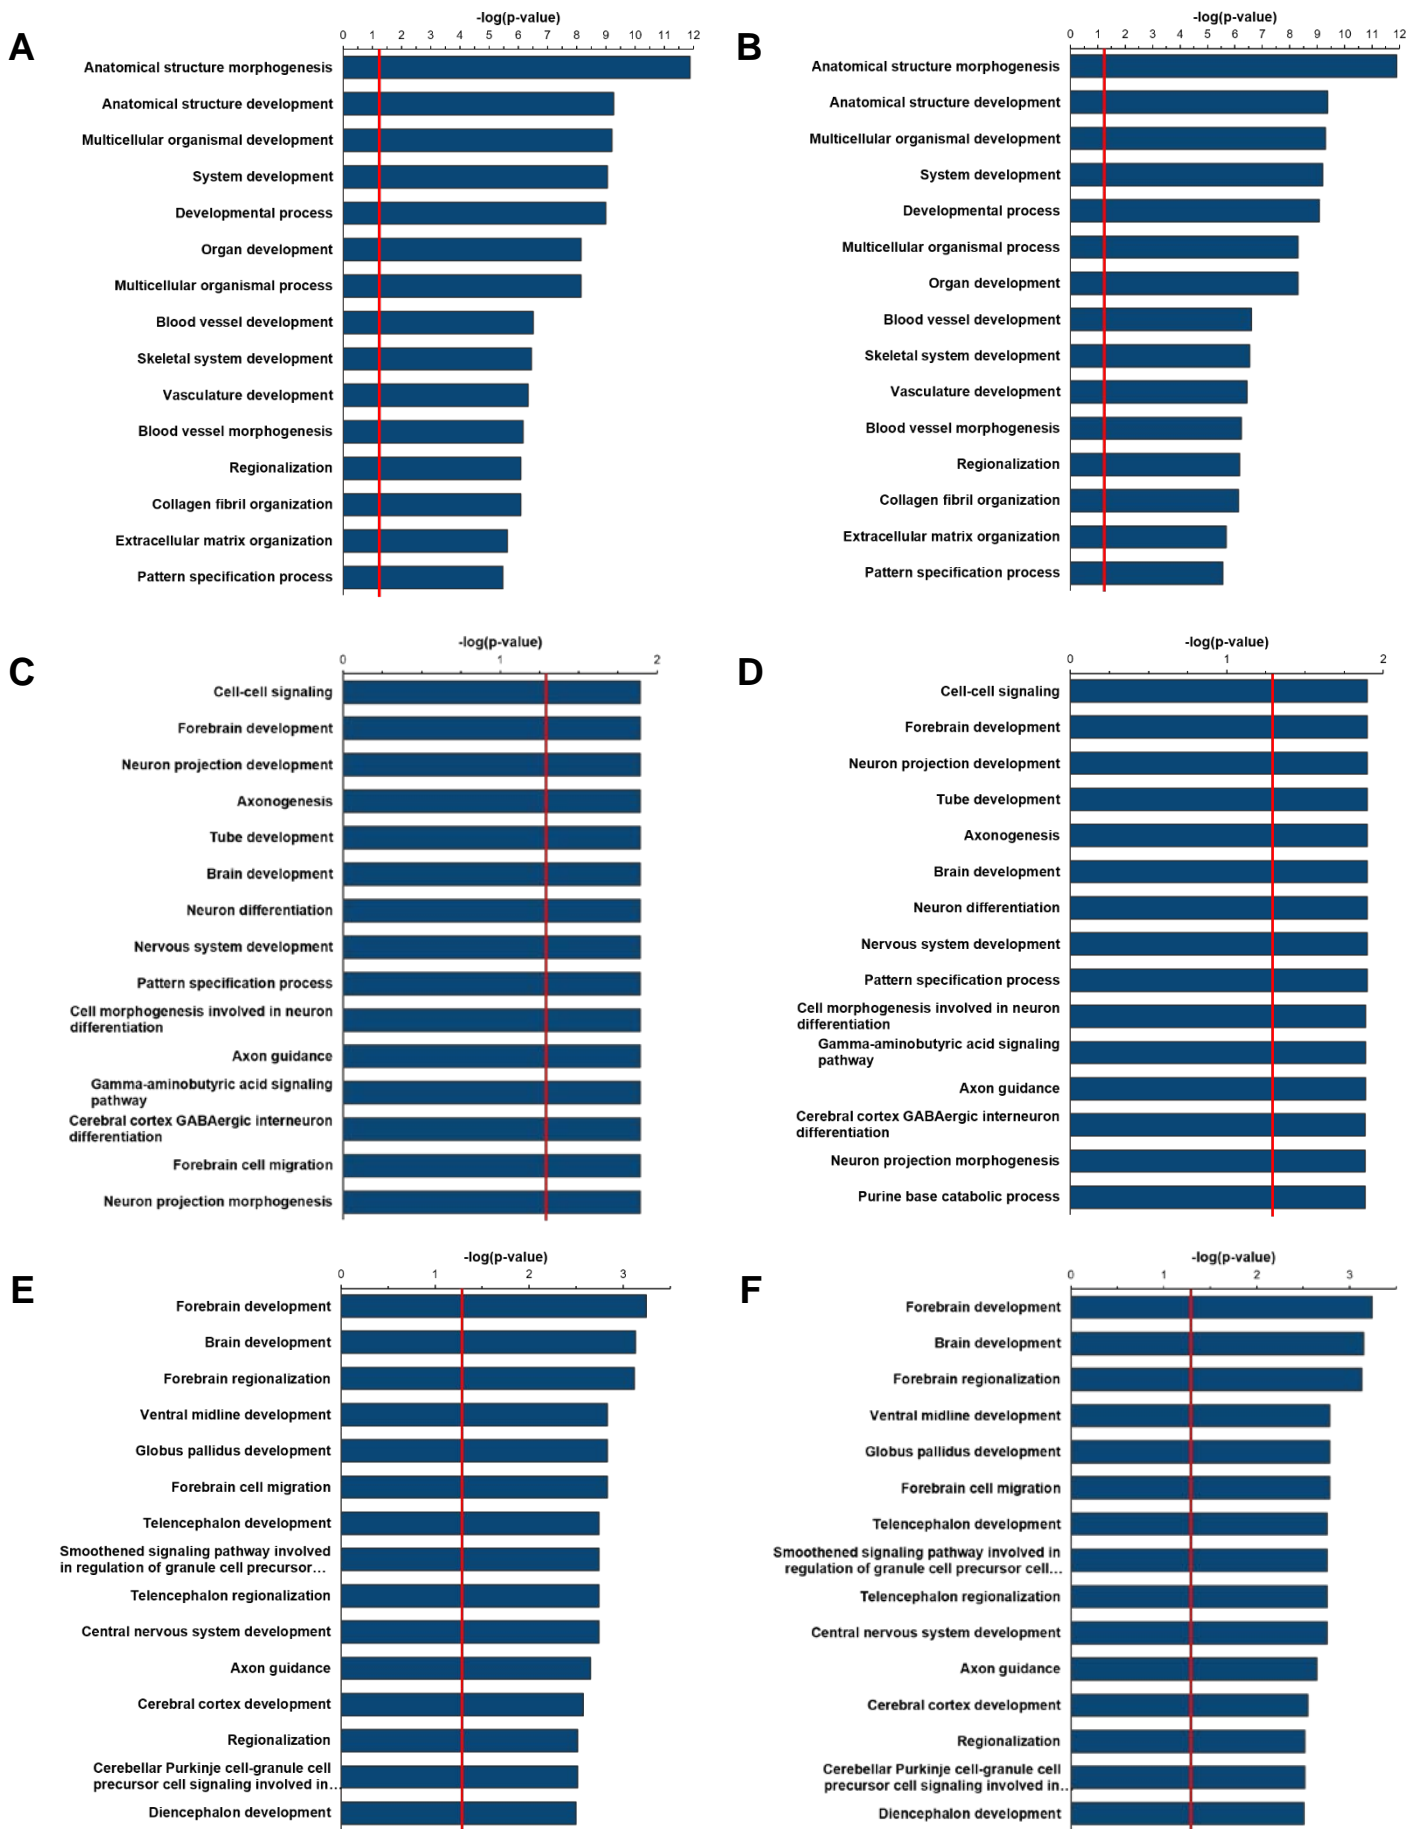 A
-log(p-value)
0 1 2 3 4 5 6 7 8 9 10 11 12
Anatomical structure morphogenesis
Anatomical structure development
Multicellular organismal development
System development
Developmental process
Organ development
Multicellular organismal process
Blood vessel development
Skeletal system development
Vasculature development
Blood vessel morphogenesis
Regionalization
Collagen fibril organization
Extracellular matrix organization
Pattern specification process
B
-log(p-value)
0 1 2 3 4 5 6 7 8 9 10 11 12
Anatomical structure morphogenesis
Anatomical structure development
Multicellular organismal development
System development
Developmental process
Multicellular organismal process
Organ development
Blood vessel development
Skeletal system development
Vasculature development
Blood vessel morphogenesis
Regionalization
Collagen fibril organization
Extracellular matrix organization
Pattern specification process
C
-log(p-value)
0 1 2
Cell-cell signaling
Forebrain development
Neuron projection development
Axonogenesis
Tube development
Brain development
Neuron differentiation
Nervous system development
Pattern specification process
Cell morphogenesis involved in neuron
differentiation
Axon guidance
Gamma-aminobutyric acid signaling
pathway
Cerebral cortex GABAergic interneuron
differentiation
Forebrain cell migration
Neuron projection morphogenesis
D
-log(p-value)
0 1 2
Cell-cell signaling
Forebrain development
Neuron projection development
Tube development
Axonogenesis
Brain development
Neuron differentiation
Nervous system development
Pattern specification process
Cell morphogenesis involved in neuron
differentiation
Gamma-aminobutyric acid signaling
pathway
Axon guidance
Cerebral cortex GABAergic interneuron
differentiation
Neuron projection morphogenesis
Purine base catabolic process
E
-log(p-value)
0 1 2 3
Forebrain development
Brain development
Forebrain regionalization
Ventral midline development
Globus pallidus development
Forebrain cell migration
Telencephalon development
Smoothened signaling pathway involved
in regulation of granule cell precursor...
Telencephalon regionalization
Central nervous system development
Axon guidance
Cerebral cortex development
Regionalization
Cerebellar Purkinje cell-granule cell
precursor cell signaling involved in...
Diencephalon development
F
-log(p-value)
0 1 2 3
Forebrain development
Brain development
Forebrain regionalization
Ventral midline development
Globus pallidus development
Forebrain cell migration
Telencephalon development
Smoothened signaling pathway involved in
regulation of granule cell precursor cell...
Telencephalon regionalization
Central nervous system development
Axon guidance
Cerebral cortex development
Regionalization
Cerebellar Purkinje cell-granule cell
precursor cell signaling involved in...
Diencephalon development